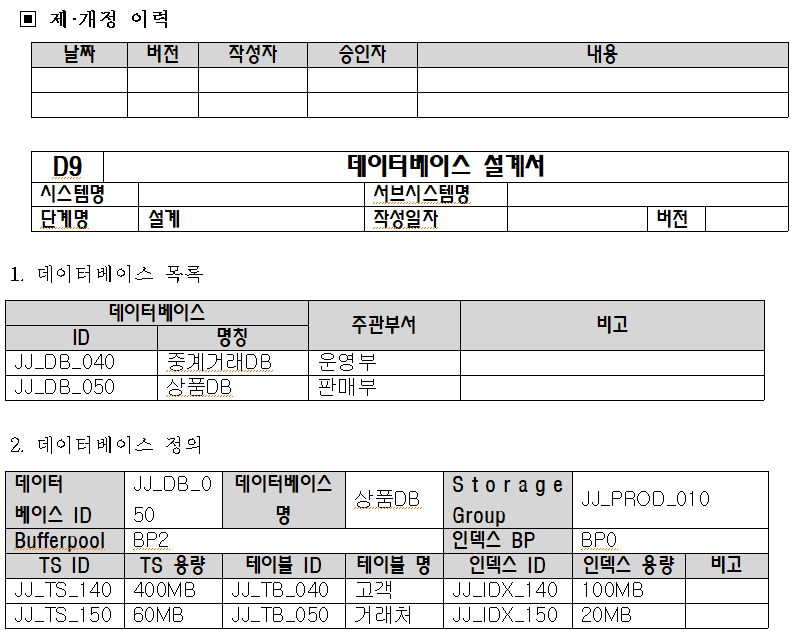 ▣ 제·개정 이력
날짜 버전 작성자 승인자 내용
D9 데이터베이스 설계서
시스템명 서브시스템명
단계명 설계 작성일자 버전
1. 데이터베이스 목록
데이터베이스 주관부서 비고
ID 명칭
JJ_DB_040 중계거래DB 운영부
JJ_DB_050 상품DB 판매부
2. 데이터베이스 정의
데이터 JJ_DB_0 데이터베이스 상품DB Storage JJ_PROD_010
베이스 ID 50 명 Group
Bufferpool BP2 인덱스 BP BP0
TS ID TS 용량 테이블 ID 테이블 명 인덱스 ID 인덱스 용량 비고
JJ_TS_140 400MB JJ_TB_040 고객 JJ_IDX_140 100MB
JJ_TS_150 60MB JJ_TB_050 거래처 JJ_IDX_150 20MB